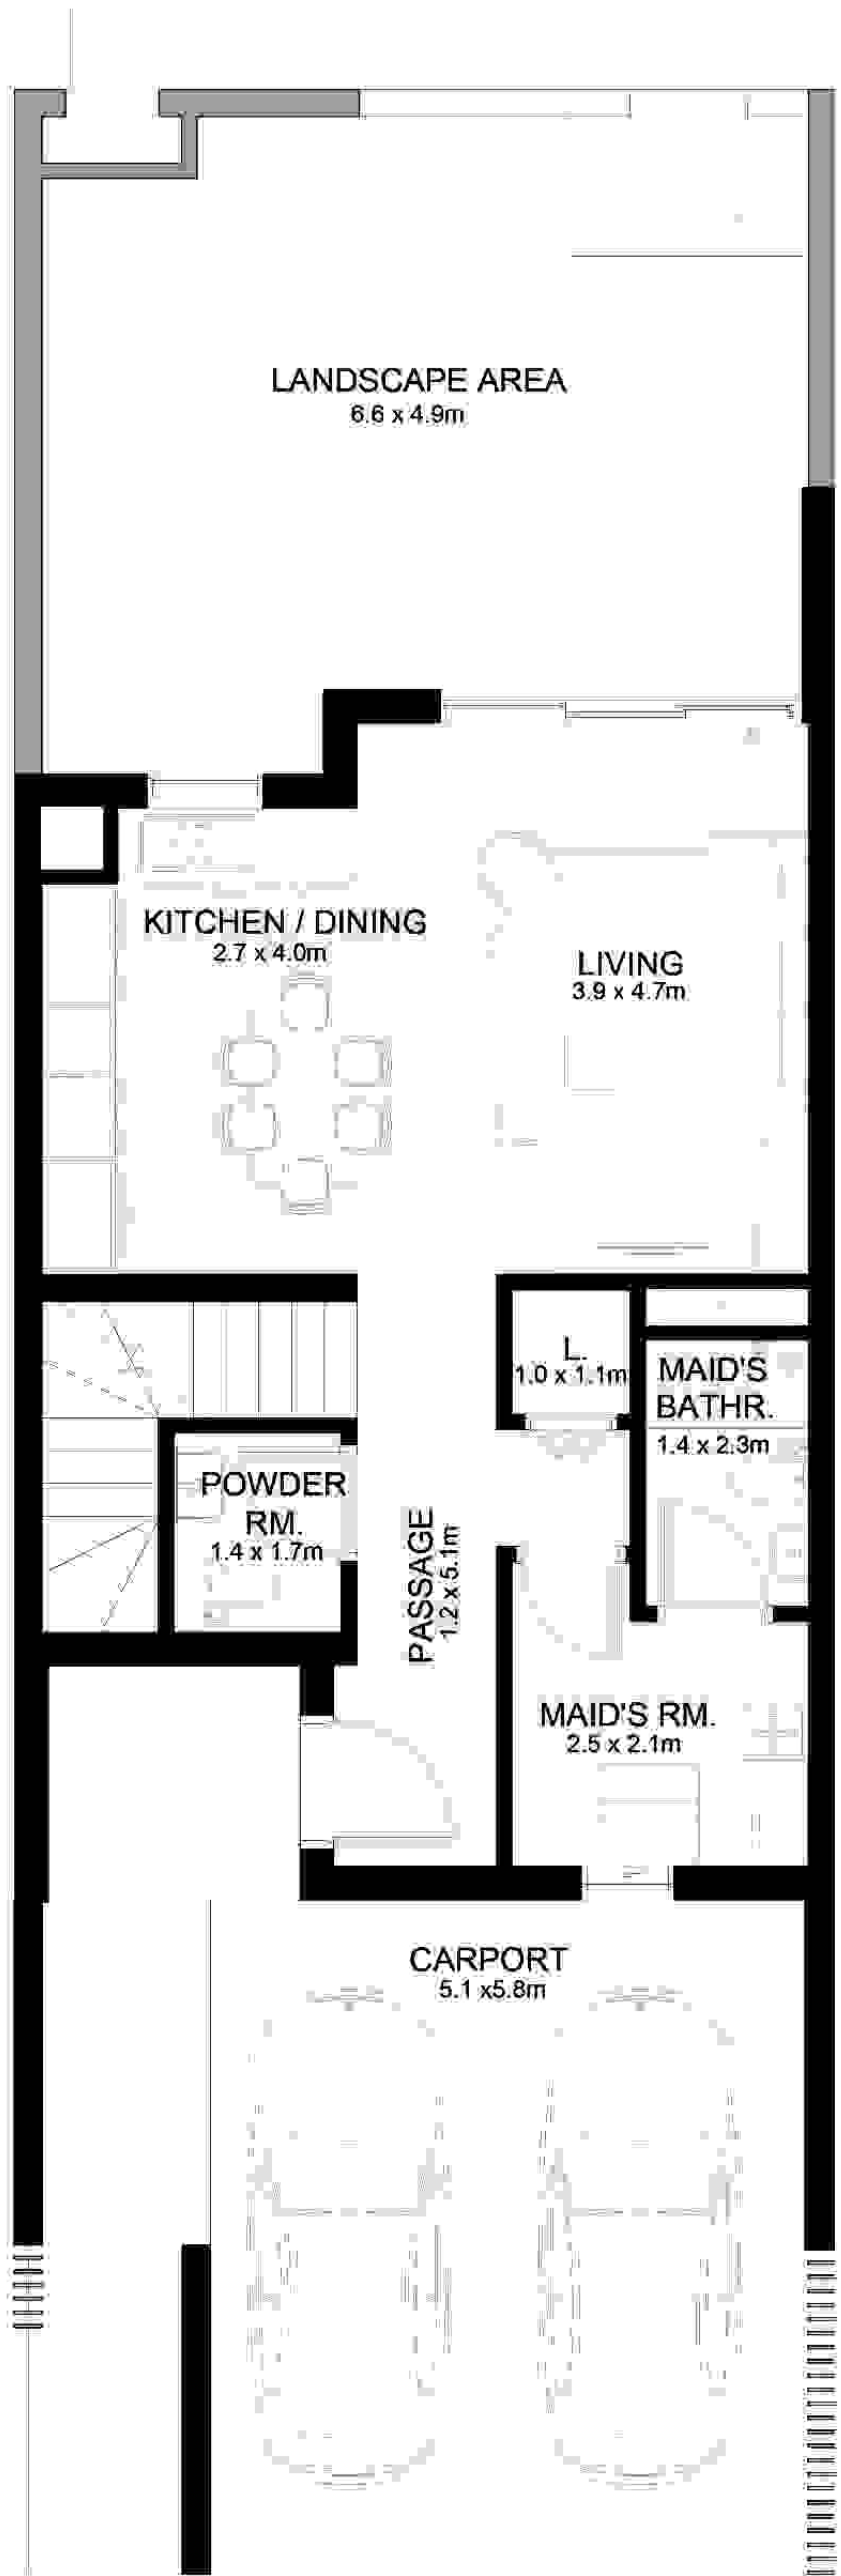 LANDSCAPE AREA
6.6 x 4.9m
KITCHEN / DINING
2.7 x 4.0m
LIVING
3.9 x 4.7m
L.
1.0 x 1.1m
MAID'S
BATHR.
1.4 x 2.3m
POWDER
RM.
1.4 x 1.7m
PASSAGE
1.2 x 5.1m
MAID'S RM.
2.5 x 2.1m
CARPORT
5.1 x5.8m